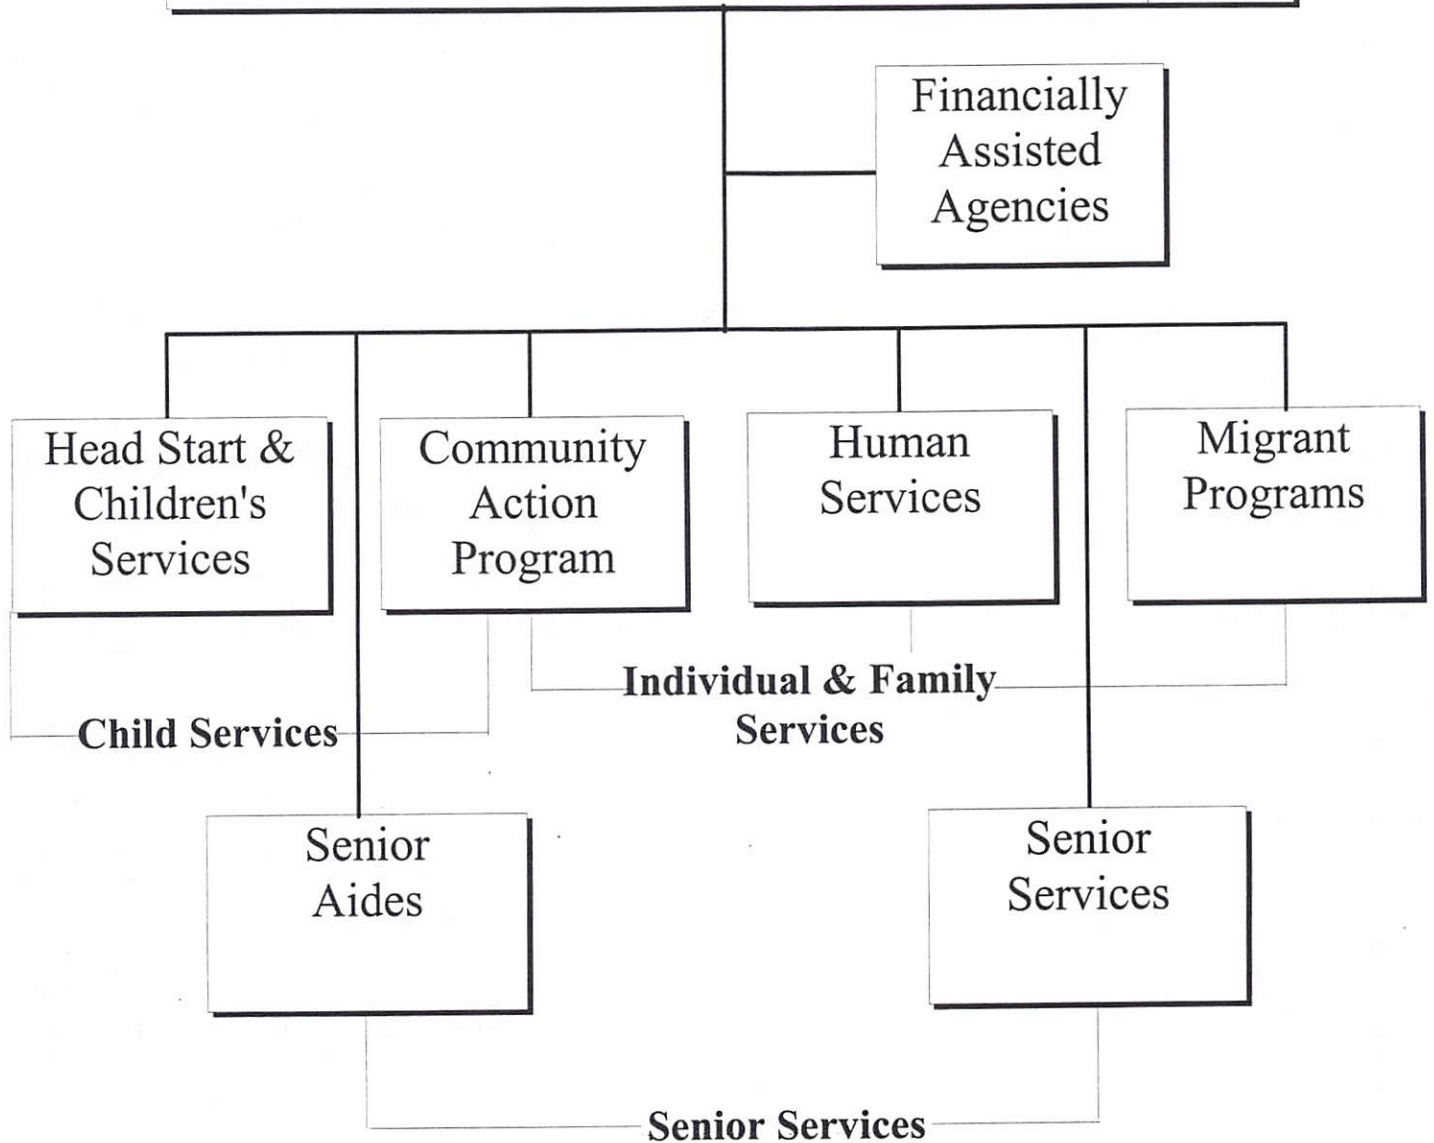 Financially
Assisted
Agencies
Head Start &
Children's
Services
Community
Action
Program
Human
Services
Migrant
Programs
Individual & Family
Services
Child Services
Senior
Aides
Senior
Services
Senior Services